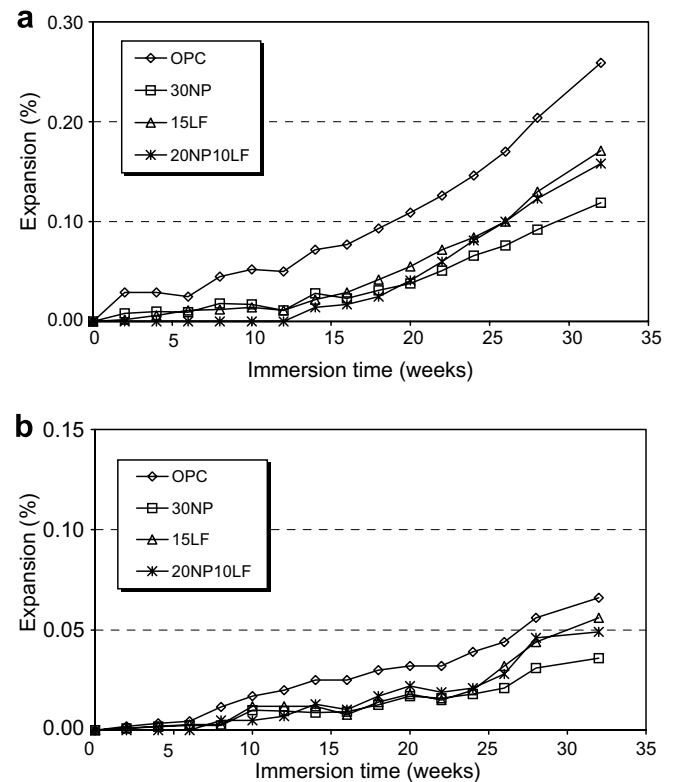 a
0.30
0.20
0.10
0.00
Expansion (%)
OPC
30NP
15LF
20NP10LF
0 5 10 15 20 25 30 35
Immersion time (weeks)
b
0.15
0.10
0.05
0.00
Expansion (%)
OPC
30NP
15LF
20NP10LF
0 5 10 15 20 25 30 35
Immersion time (weeks)